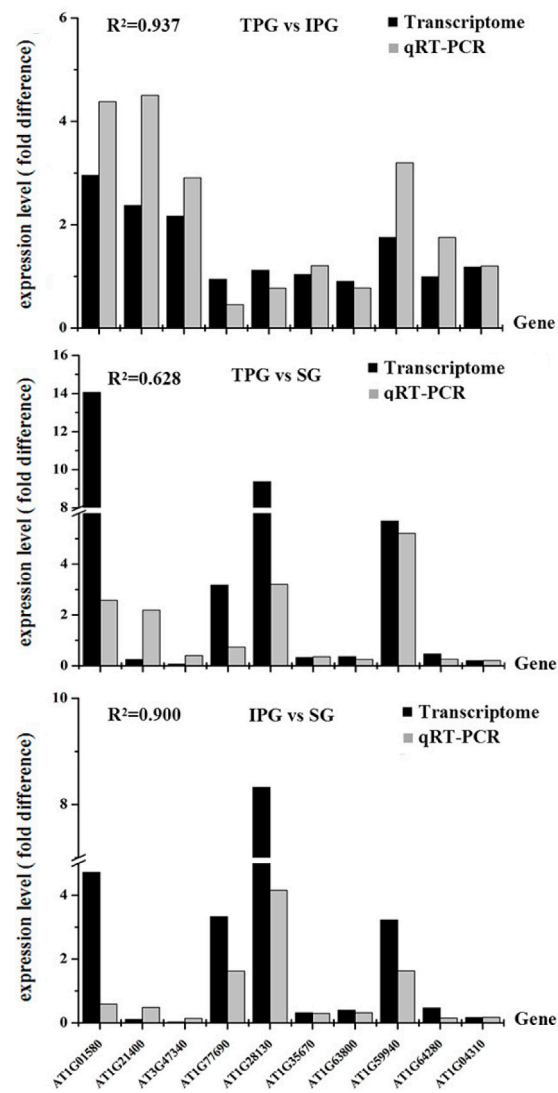 R²=0.937 TPG vs IPG
Transcriptome
qRT-PCR
expression level ( fold difference)
6
4
2
0
Gene
R²=0.628 TPG vs SG
Transcriptome
qRT-PCR
expression level ( fold difference)
16
14
12
10
8
4
2
0
Gene
R²=0.900 IPG vs SG
Transcriptome
qRT-PCR
expression level ( fold difference)
10
8
4
2
0
Gene
AT1G01580
AT1G21400
AT3G47340
AT1G77690
AT1G28130
AT1G35670
AT1G63800
AT1G59940
AT1G64280
AT1G04310